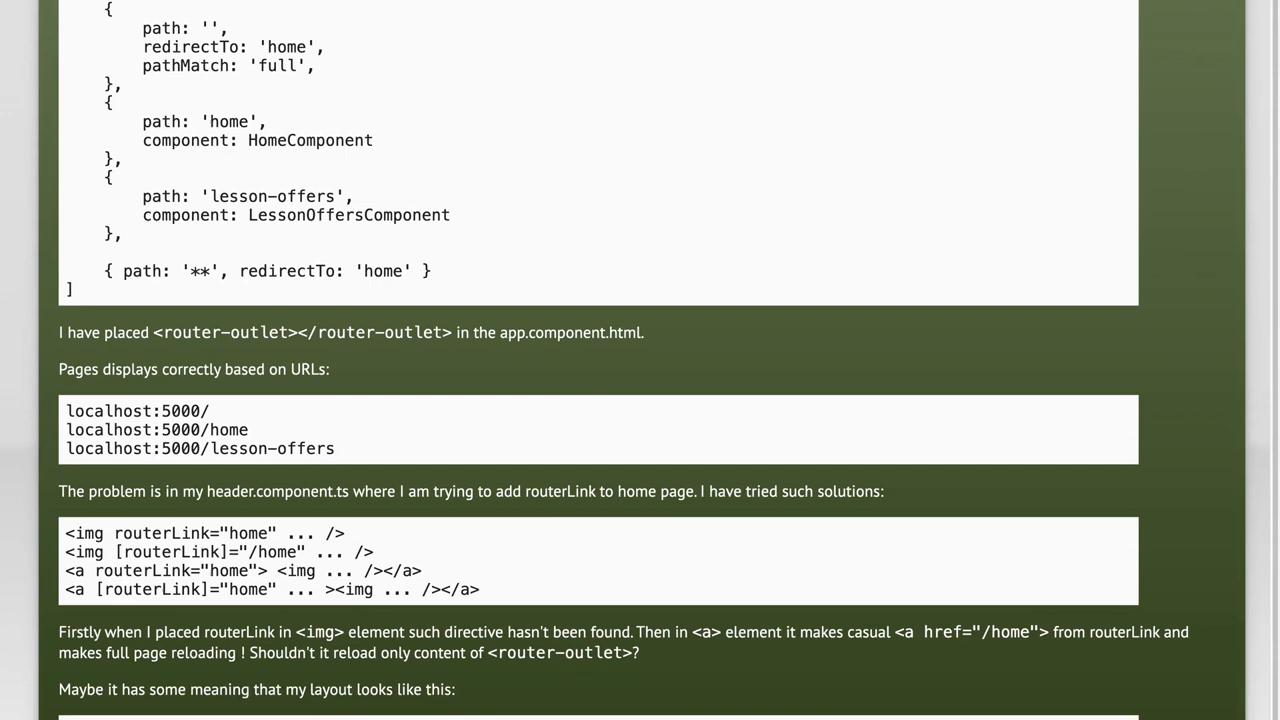 {
path: '',
redirectTo: 'home',
pathMatch: 'full',
},
{
path: 'home',
component: HomeComponent
},
{
path: 'lesson-offers',
component: LessonOffersComponent
},
{ path: '**', redirectTo: 'home' }
]
I have placed <router-outlet></router-outlet> in the app.component.html.
Pages displays correctly based on URLs:
localhost:5000/
localhost:5000/home
localhost:5000/lesson-offers
The problem is in my header.component.ts where I am trying to add routerLink to home page. I have tried such solutions:
<img routerLink="home" ... />
<img [routerLink]="/home" ... />
<a routerLink="home"> <img ... /></a>
<a [routerLink]="home" ... ><img ... /></a>
Firstly when I placed routerLink in <img> element such directive hasn't been found. Then in <a> element it makes casual <a href="/home"> from routerLink and
makes full page reloading ! Shouldn't it reload only content of <router-outlet>?
Maybe it has some meaning that my layout looks like this: